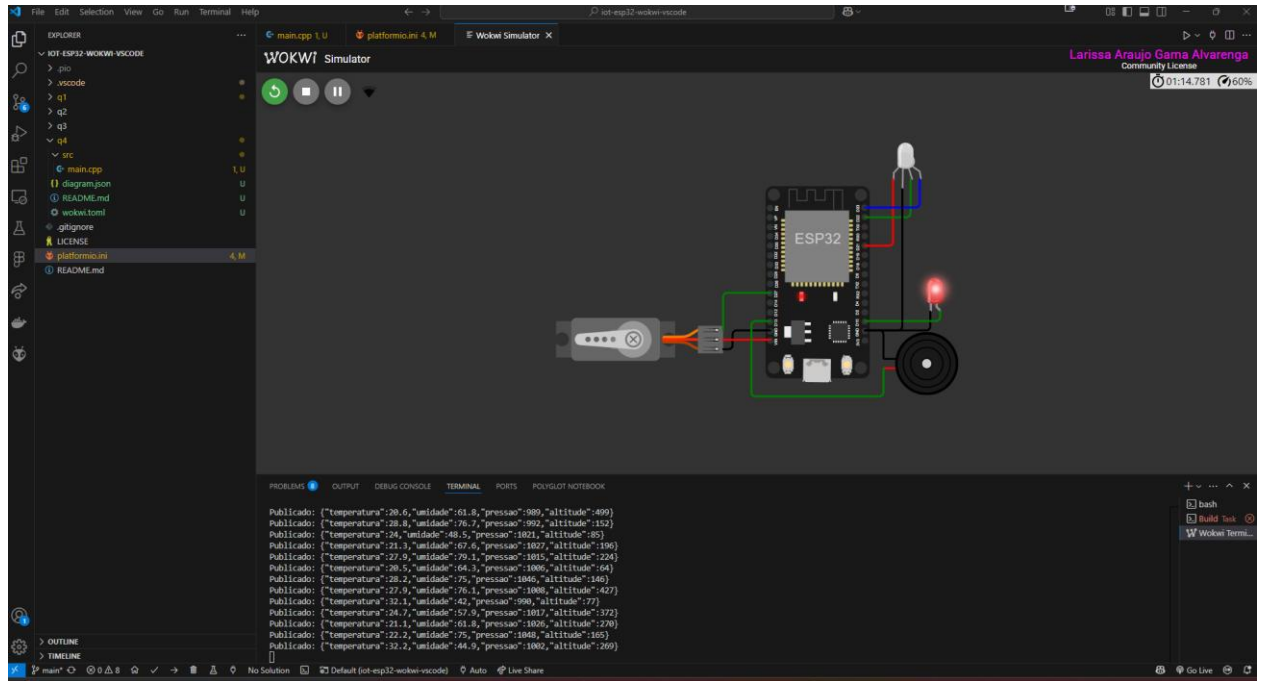 File Edit Selection View Go Run Terminal Help
iot-esp32-wokwi-vscode
EXPLORER
main.cpp 1, U
platformio.ini 4, M
Wokwi Simulator
IOT-ESP32-WOKWI-VSCODE
.pio
.vscode
q1
q2
q3
q4
src
main.cpp 1, U
diagram.json U
README.md U
wokwi.toml U
.gitignore
LICENSE
platformio.ini 4, M
README.md
OUTLINE
TIMELINE
WOKWI Simulator
Larissa Araujo Gama Alvarenga
Community License
01:14.781 60%
ESP32
PROBLEMS 8 OUTPUT DEBUG CONSOLE TERMINAL PORTS POLYGLOT NOTEBOOK
Publicado: {"temperatura":20.6,"umidade":61.8,"pressao":989,"altitude":499}
Publicado: {"temperatura":28.8,"umidade":76.7,"pressao":992,"altitude":152}
Publicado: {"temperatura":24,"umidade":48.5,"pressao":1021,"altitude":85}
Publicado: {"temperatura":21.3,"umidade":67.6,"pressao":1027,"altitude":196}
Publicado: {"temperatura":27.9,"umidade":79.1,"pressao":1015,"altitude":224}
Publicado: {"temperatura":20.5,"umidade":64.3,"pressao":1006,"altitude":64}
Publicado: {"temperatura":28.2,"umidade":75,"pressao":1046,"altitude":146}
Publicado: {"temperatura":27.9,"umidade":76.1,"pressao":1008,"altitude":427}
Publicado: {"temperatura":32.1,"umidade":42,"pressao":990,"altitude":77}
Publicado: {"temperatura":24.7,"umidade":57.9,"pressao":1017,"altitude":372}
Publicado: {"temperatura":21.1,"umidade":61.8,"pressao":1026,"altitude":270}
Publicado: {"temperatura":22.2,"umidade":75,"pressao":1048,"altitude":165}
Publicado: {"temperatura":32.2,"umidade":44.9,"pressao":1002,"altitude":269}
bash
Build Task
Wokwi Termi...
main* 0 8 No Solution Default (iot-esp32-wokwi-vscode) Auto Live Share Go Live